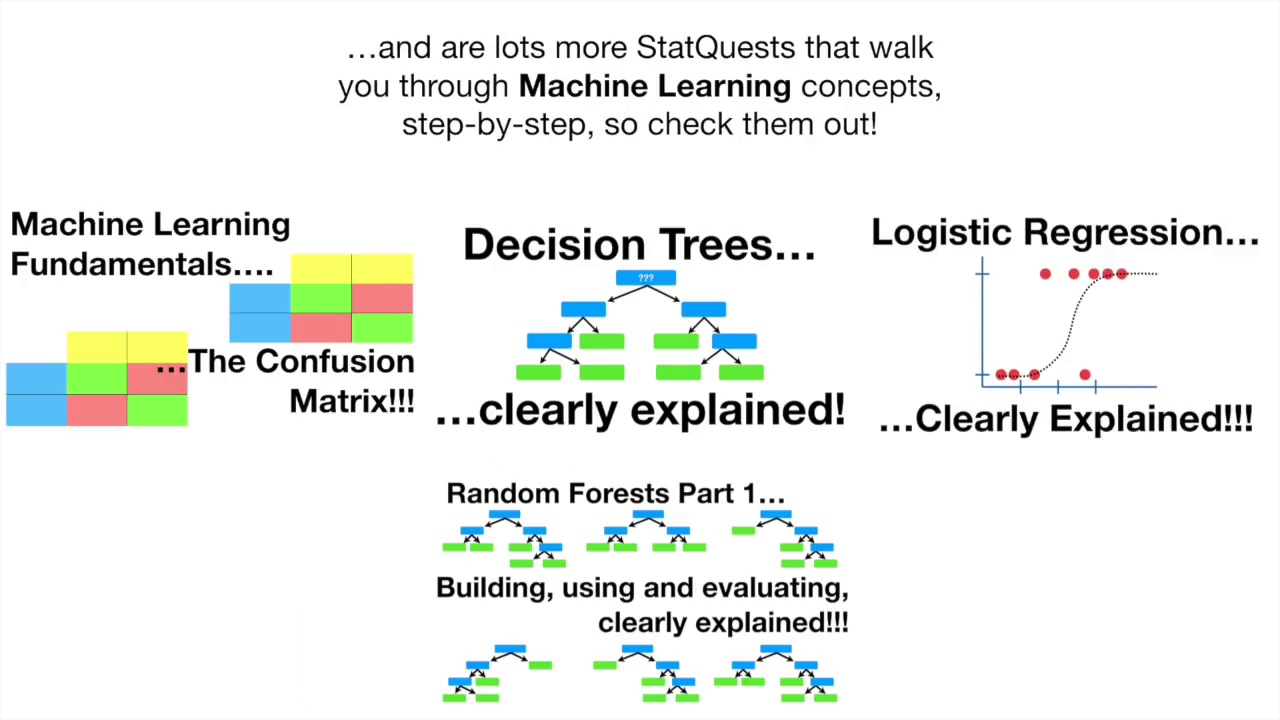 …and are lots more StatQuests that walk
you through Machine Learning concepts,
step-by-step, so check them out!
Machine Learning
Fundamentals….
…The Confusion
Matrix!!!
Decision Trees…
???
…clearly explained!
Logistic Regression…
…Clearly Explained!!!
Random Forests Part 1…
Building, using and evaluating,
clearly explained!!!